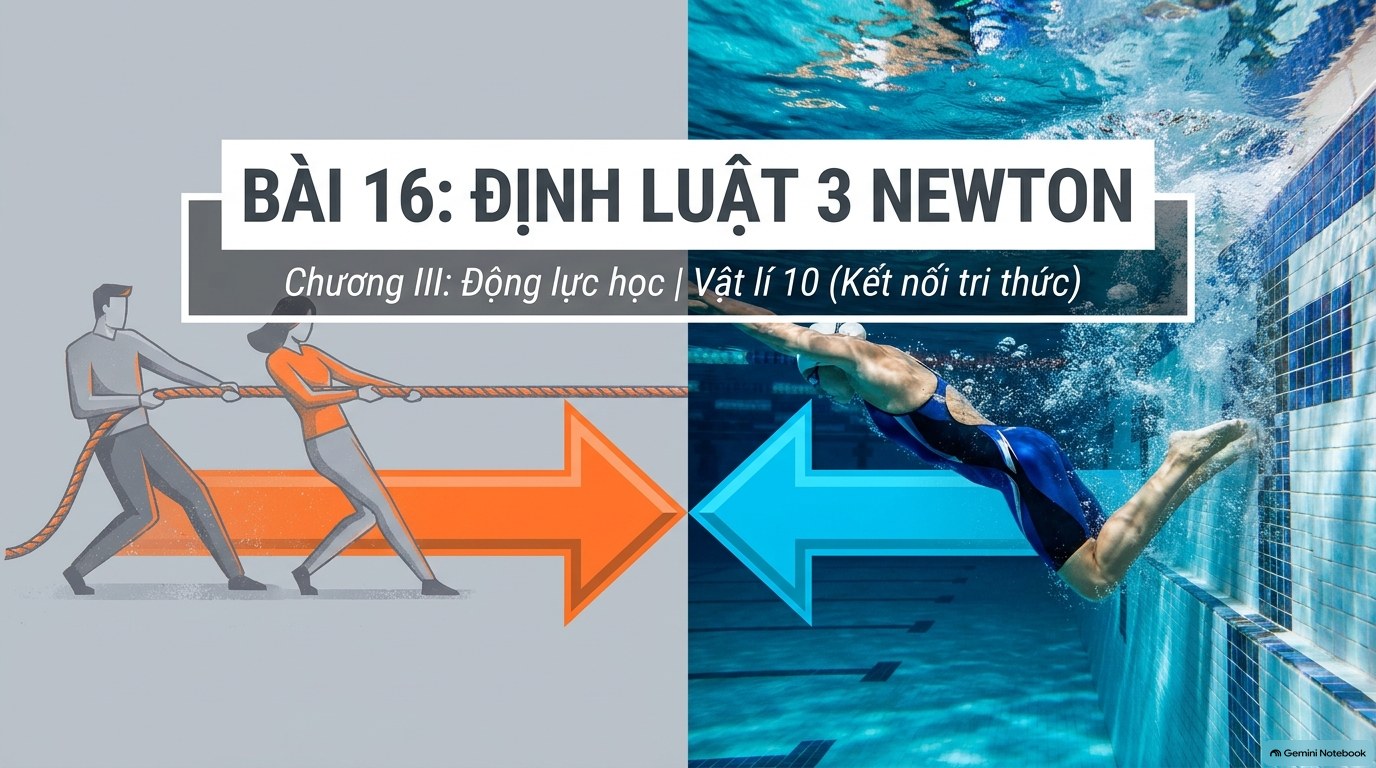 BÀI 16: ĐỊNH LUẬT 3 NEWTON
Chương III: Động lực học | Vật lí 10 (Kết nối tri thức)
Gemini Notebook